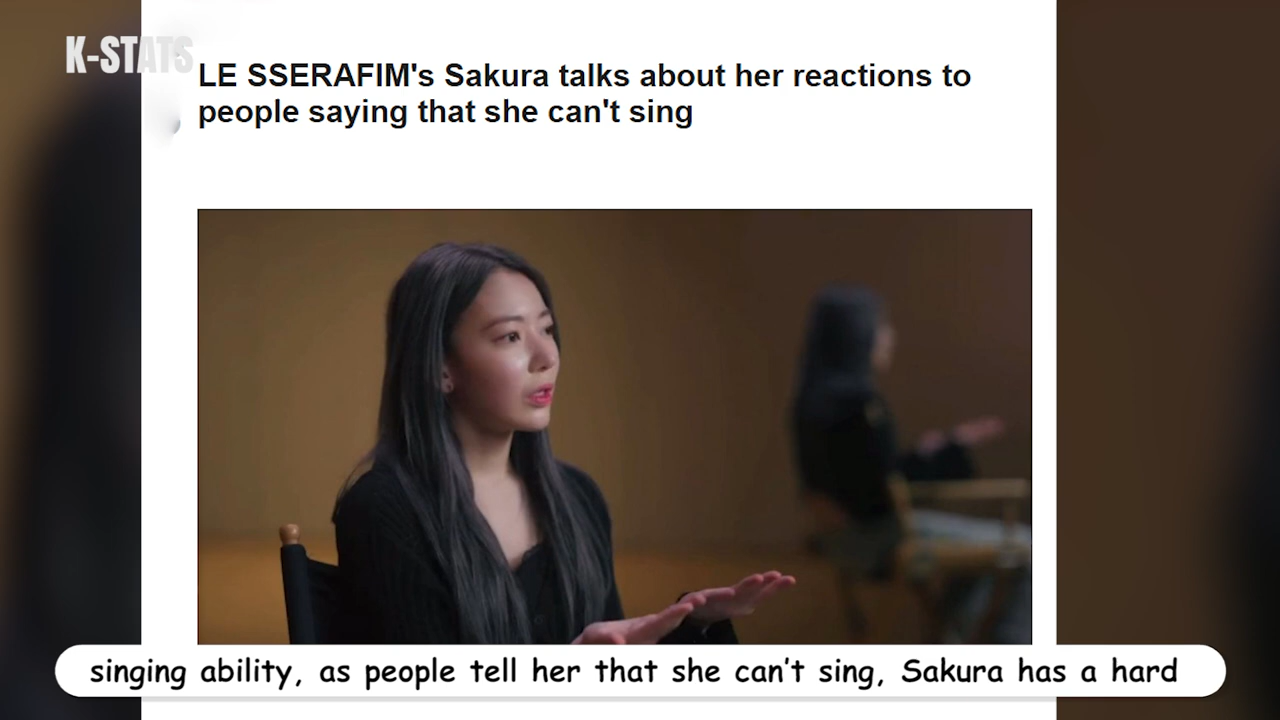 K-STATS
LE SSERAFIM's Sakura talks about her reactions to
people saying that she can't sing
singing ability, as people tell her that she can't sing, Sakura has a hard